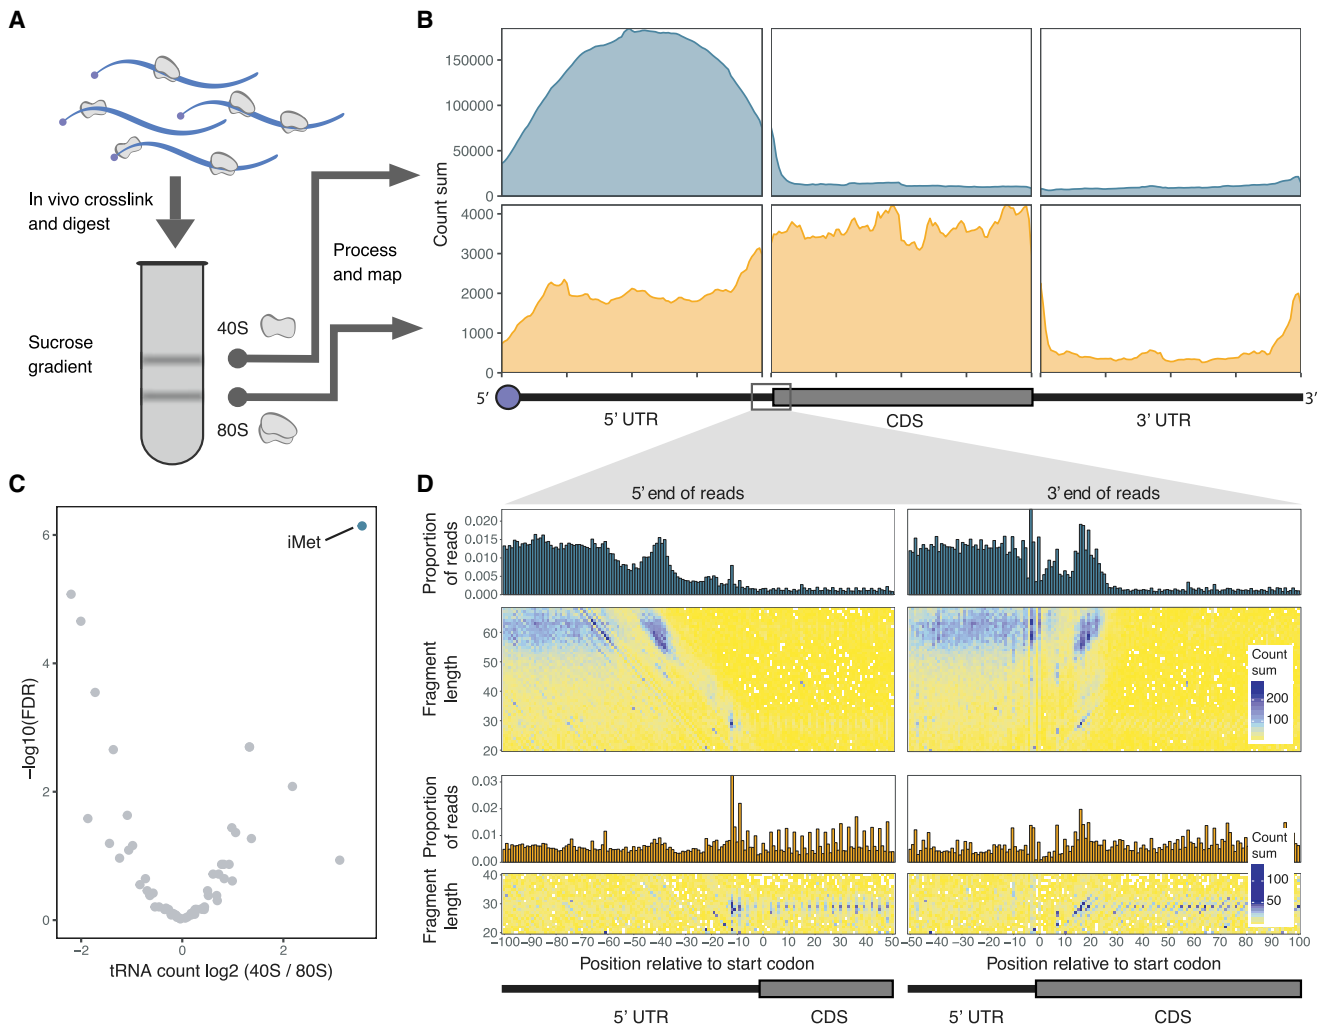 A
In vivo crosslink
and digest
Process
and map
Sucrose
gradient
40S
80S
B
Count sum
150000
100000
50000
0
4000
3000
2000
1000
0
5′
3′
5′ UTR
CDS
3′ UTR
C
iMet
−log10(FDR)
6
4
2
0
−2
0
2
tRNA count log2 (40S / 80S)
D
5′ end of reads
3′ end of reads
Proportion
of reads
0.020
0.015
0.010
0.005
0.000
Fragment
length
60
50
40
30
20
Count
sum
200
100
Proportion
of reads
0.03
0.02
0.01
0.00
Fragment
length
40
30
20
Count
sum
100
50
−100 −90 −80 −70 −60 −50 −40 −30 −20 −10 0 10 20 30 40 50
−50 −40 −30 −20 −10 0 10 20 30 40 50 60 70 80 90 100
Position relative to start codon
Position relative to start codon
5′ UTR
CDS
5′ UTR
CDS